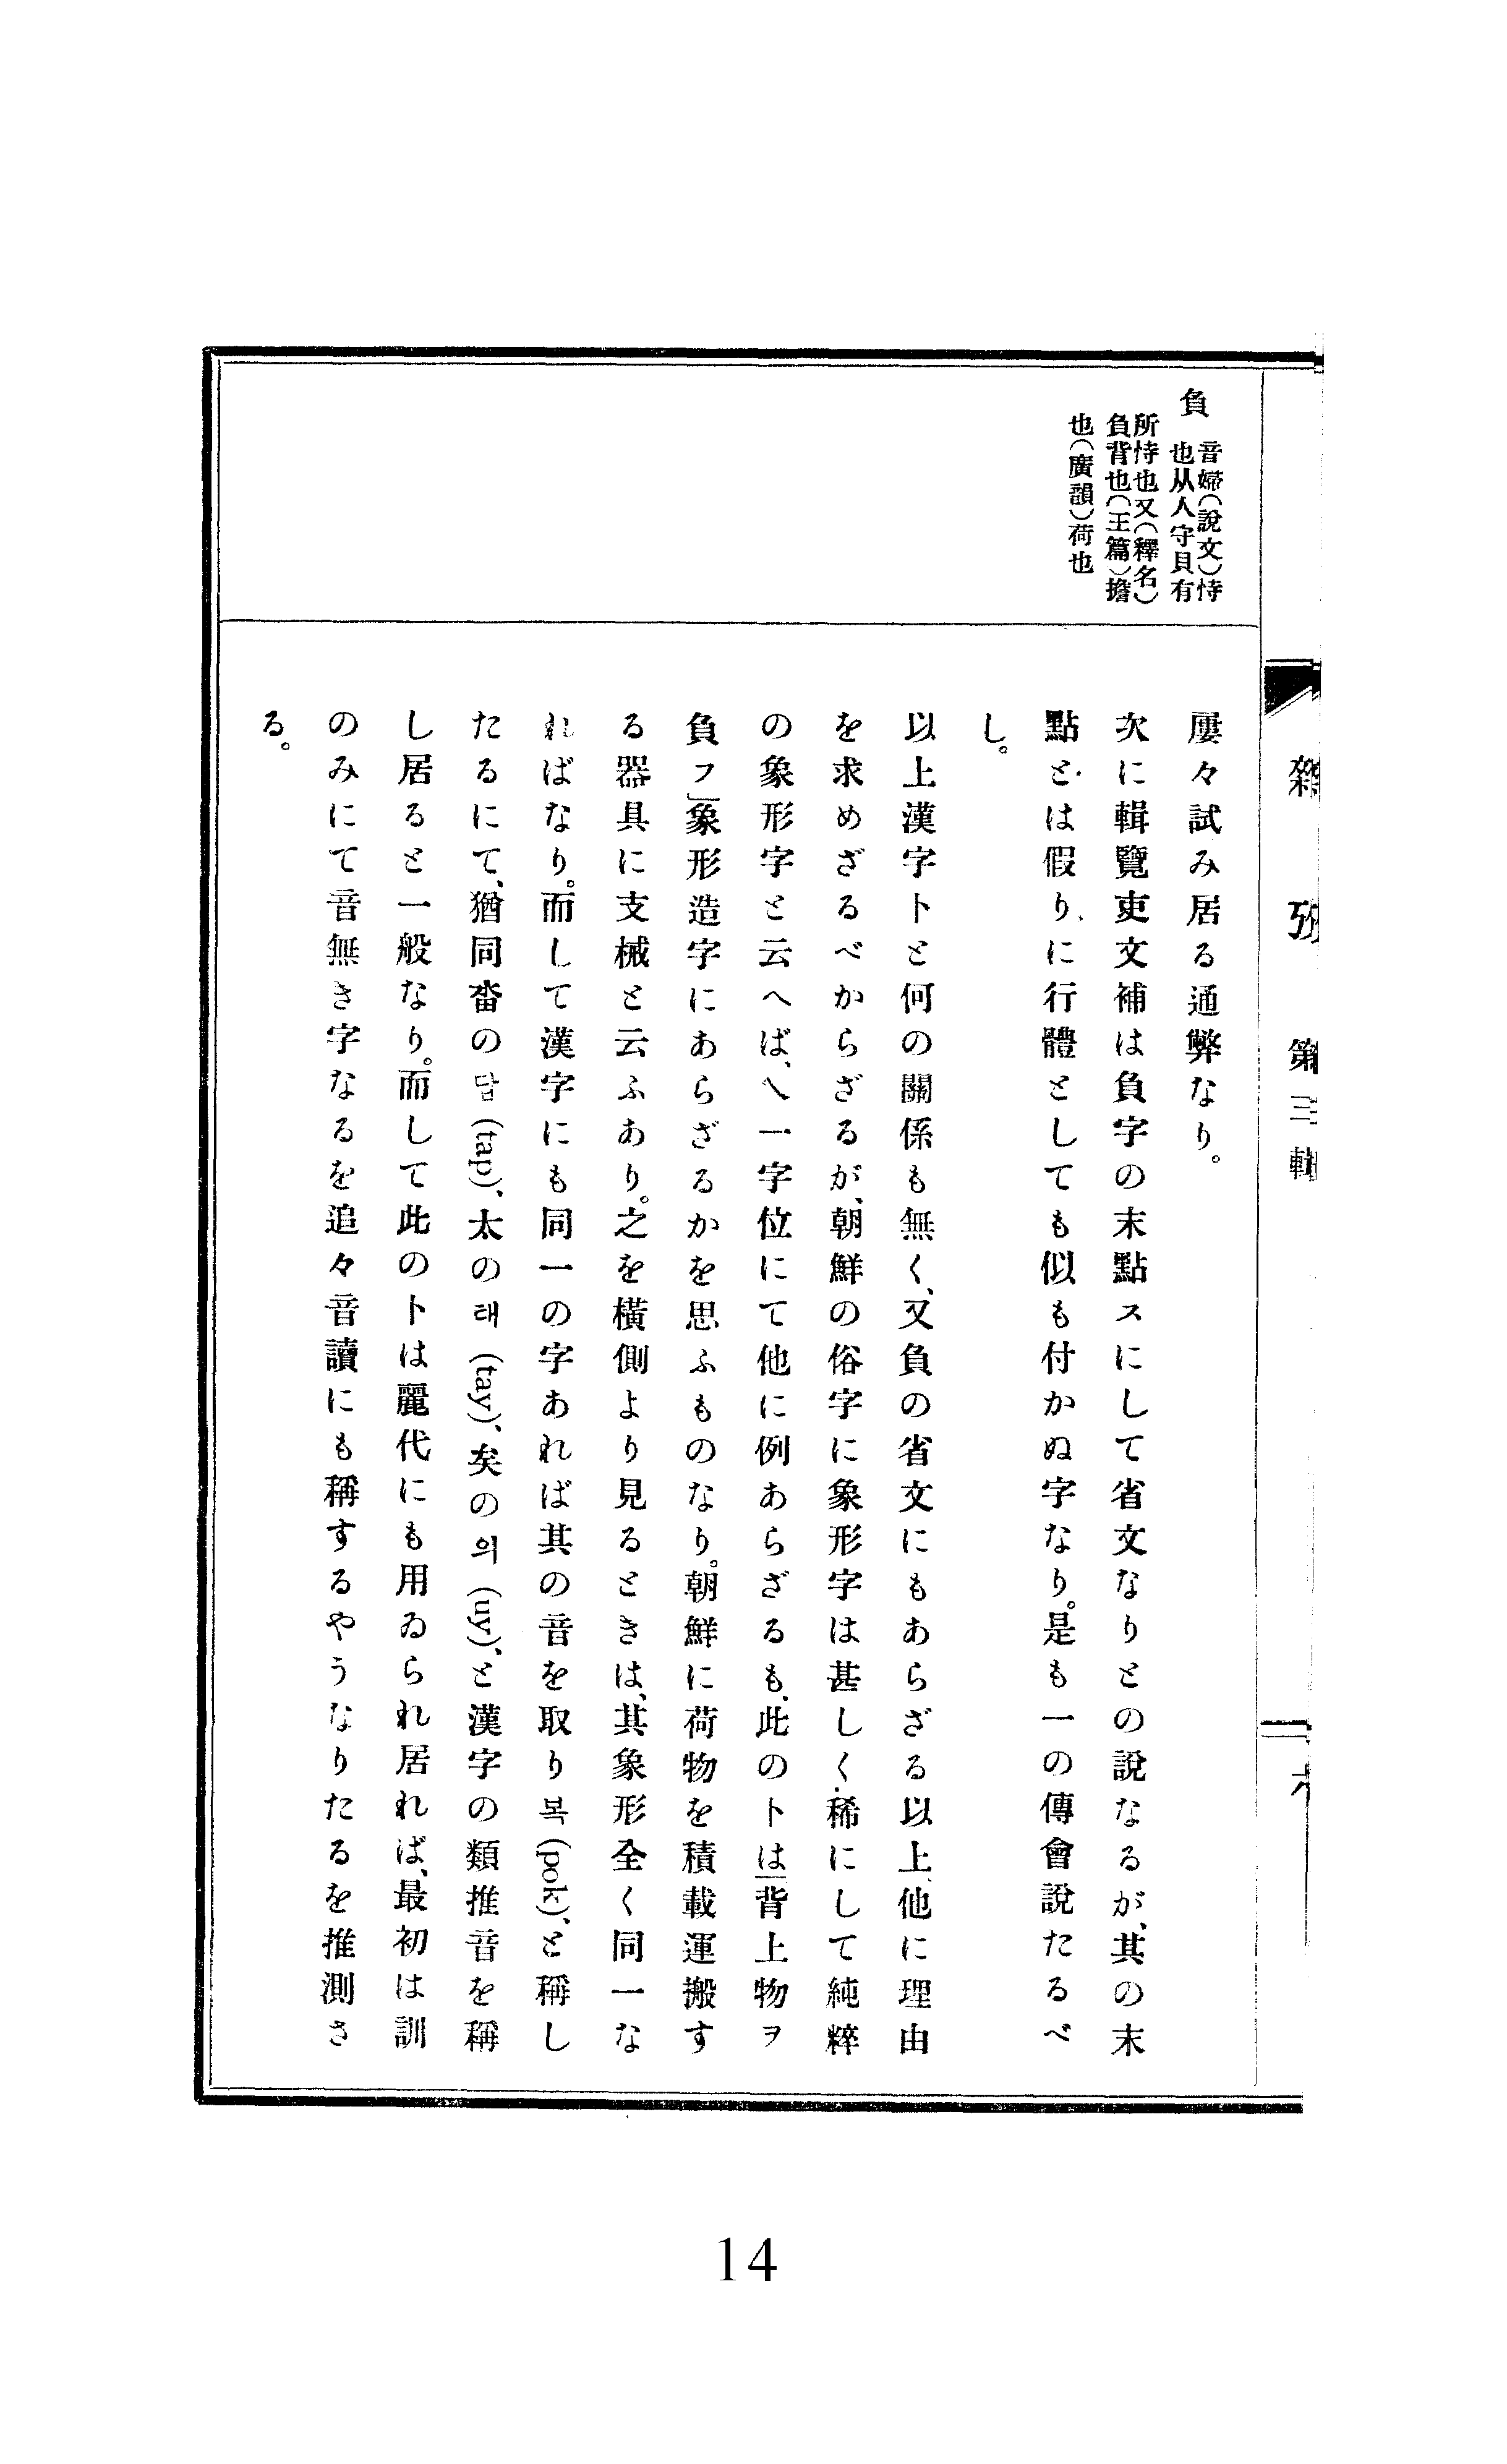 雜攷 第三輯
六
負 音婦(說文)恃
也从人守貝有
所恃也又(釋名)
負背也(玉篇)擔
也(廣韻)荷也
屢々試み居る通弊なり。
次に輯覽吏文補は負字の末點スにして省文なりとの說なるが、其の末
點とは假り、に行體としても似も付かぬ字なり。是も一の傳會說たるべ
し。
以上漢字卜と何の關係も無く、又負の省文にもあらざる以上、他に理由
を求めざるべからざるが、朝鮮の俗字に象形字は甚しく稀にして純粹
の象形字と云へば、乀一字位にて他に例あらざるも、此の卜は「背上物ヲ
負フ」象形造字にあらざるかを思ふものなり。朝鮮に荷物を積載運搬す
る器具に支械と云ふあり。之を橫側より見るときは、其象形全く同一な
ればなり。而して漢字にも同一の字あれば其の音を取り복(pok)、と稱し
たるにて、猶同畓の답(tap)、太の태(tay)、矣の의(uy)、と漢字の類推音を稱
し居ると一般なり。而して此の卜は麗代にも用ゐられ居れば、最初は訓
のみにて音無き字なるを追々音讀にも稱するやうなりたるを推測さ
る。
14